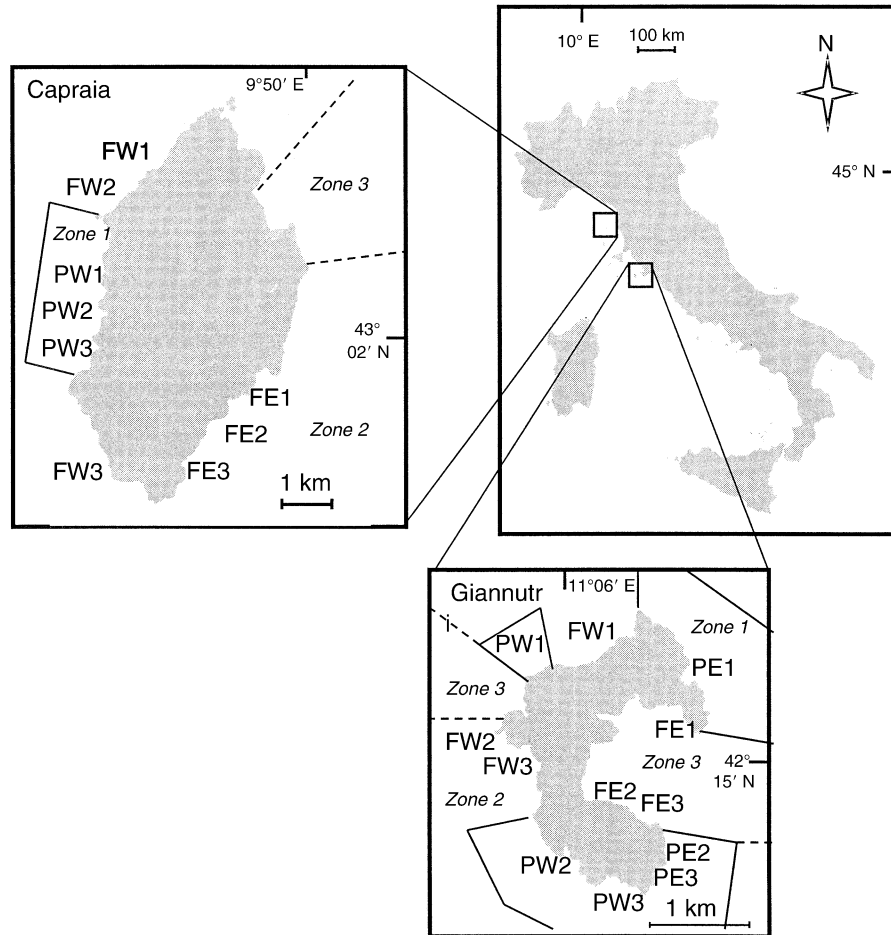 10° E
100 km
N
45° N
Capraia
9°50′ E
FW1
FW2
Zone 3
Zone 1
PW1
PW2
PW3
43°
02′ N
FE1
FE2
Zone 2
FW3
FE3
1 km
Giannutr
i
11°06′ E
PW1
FW1
Zone 1
PE1
Zone 3
FE1
FW2
Zone 3
42°
15′ N
FW3
FE2
Zone 2
FE3
PE2
PW2
PE3
PW3
1 km